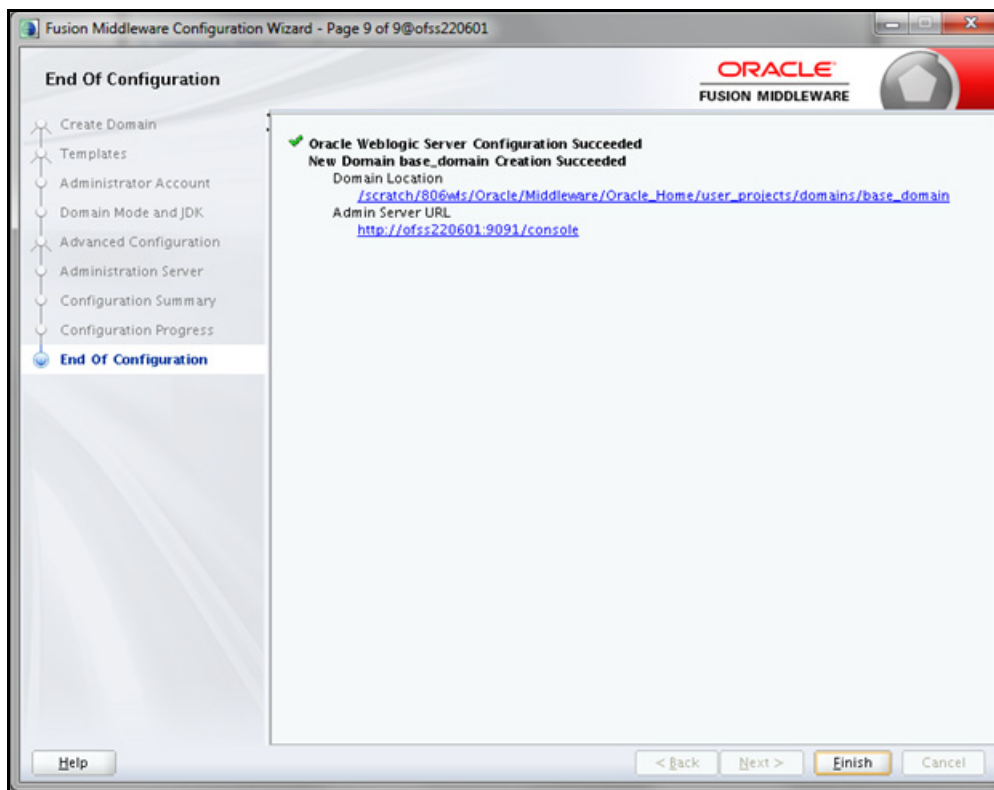 Fusion Middleware Configuration Wizard - Page 9 of 9@ofss220601
End Of Configuration
ORACLE
FUSION MIDDLEWARE
Create Domain
Templates
Administrator Account
Domain Mode and JDK
Advanced Configuration
Administration Server
Configuration Summary
Configuration Progress
End Of Configuration
Oracle Weblogic Server Configuration Succeeded
New Domain base_domain Creation Succeeded
Domain Location
/scratch/806wls/Oracle/Middleware/Oracle_Home/user_projects/domains/base_domain
Admin Server URL
http://ofss220601:9091/console
Help
< Back
Next >
Finish
Cancel